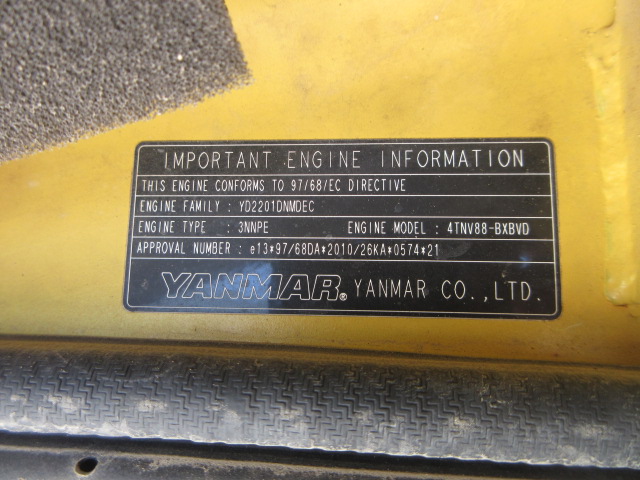 IMPORTANT ENGINE INFORMATION
THIS ENGINE CONFORMS TO 97/68/EC DIRECTIVE
ENGINE FAMILY : YD2201DNMDEC
ENGINE TYPE : 3NNPE ENGINE MODEL : 4TNV88-BXBVD
APPROVAL NUMBER : e13*97/68DA*2010/26KA*0574*21
YANMAR® YANMAR CO.,LTD.